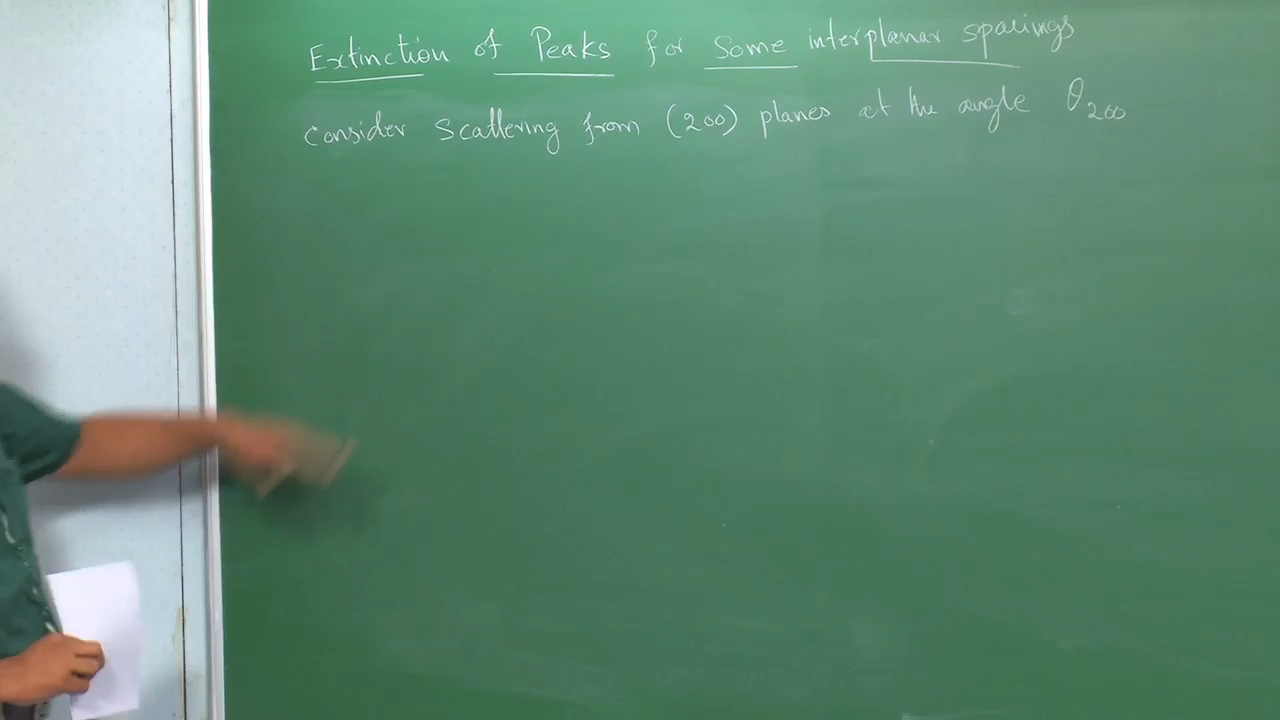 Extinction of Peaks for Some interplanar spacings
consider scattering from (200) planes at the angle θ₂₀₀